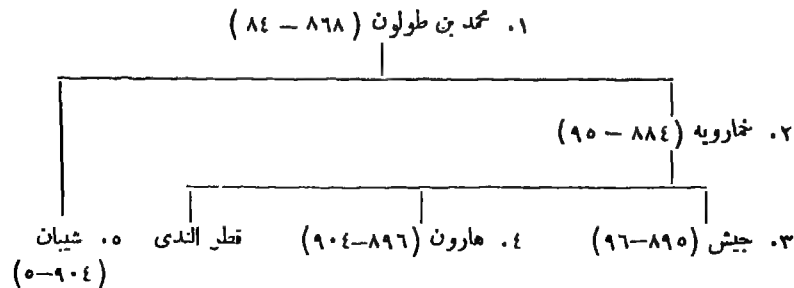 ١. محمد بن طولون (٨٦٨ – ٨٤)
٢. خمارويه (٨٨٤ – ٩٥)
٣. جيش (٨٩٥–٩٦) ٤. هارون (٨٩٦–٩٠٤) قطر الندى ٥. شيبان
(٩٠٤–٥)